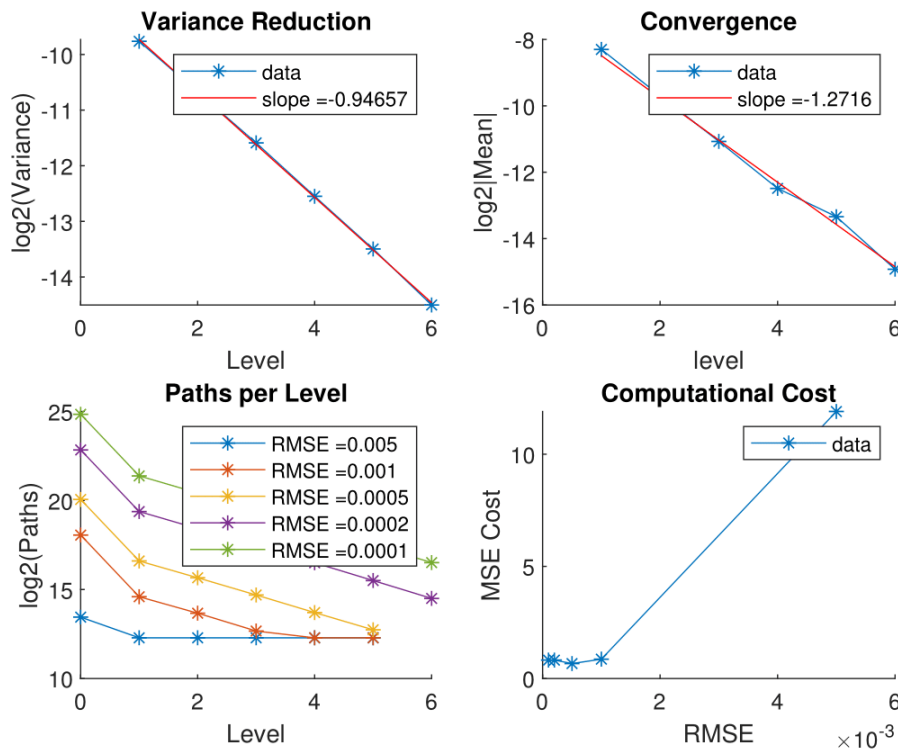 Variance Reduction
-10
-11
-12
-13
-14
log2(Variance)
0
2
4
6
Level
data
slope =-0.94657
Convergence
-8
-10
-12
-14
-16
log2|Mean|
0
2
4
6
level
data
slope =-1.2716
Paths per Level
25
20
15
10
log2(Paths)
0
2
4
6
Level
RMSE =0.005
RMSE =0.001
RMSE =0.0005
RMSE =0.0002
RMSE =0.0001
Computational Cost
10
5
0
MSE Cost
0
2
4
6
RMSE
×10-3
data